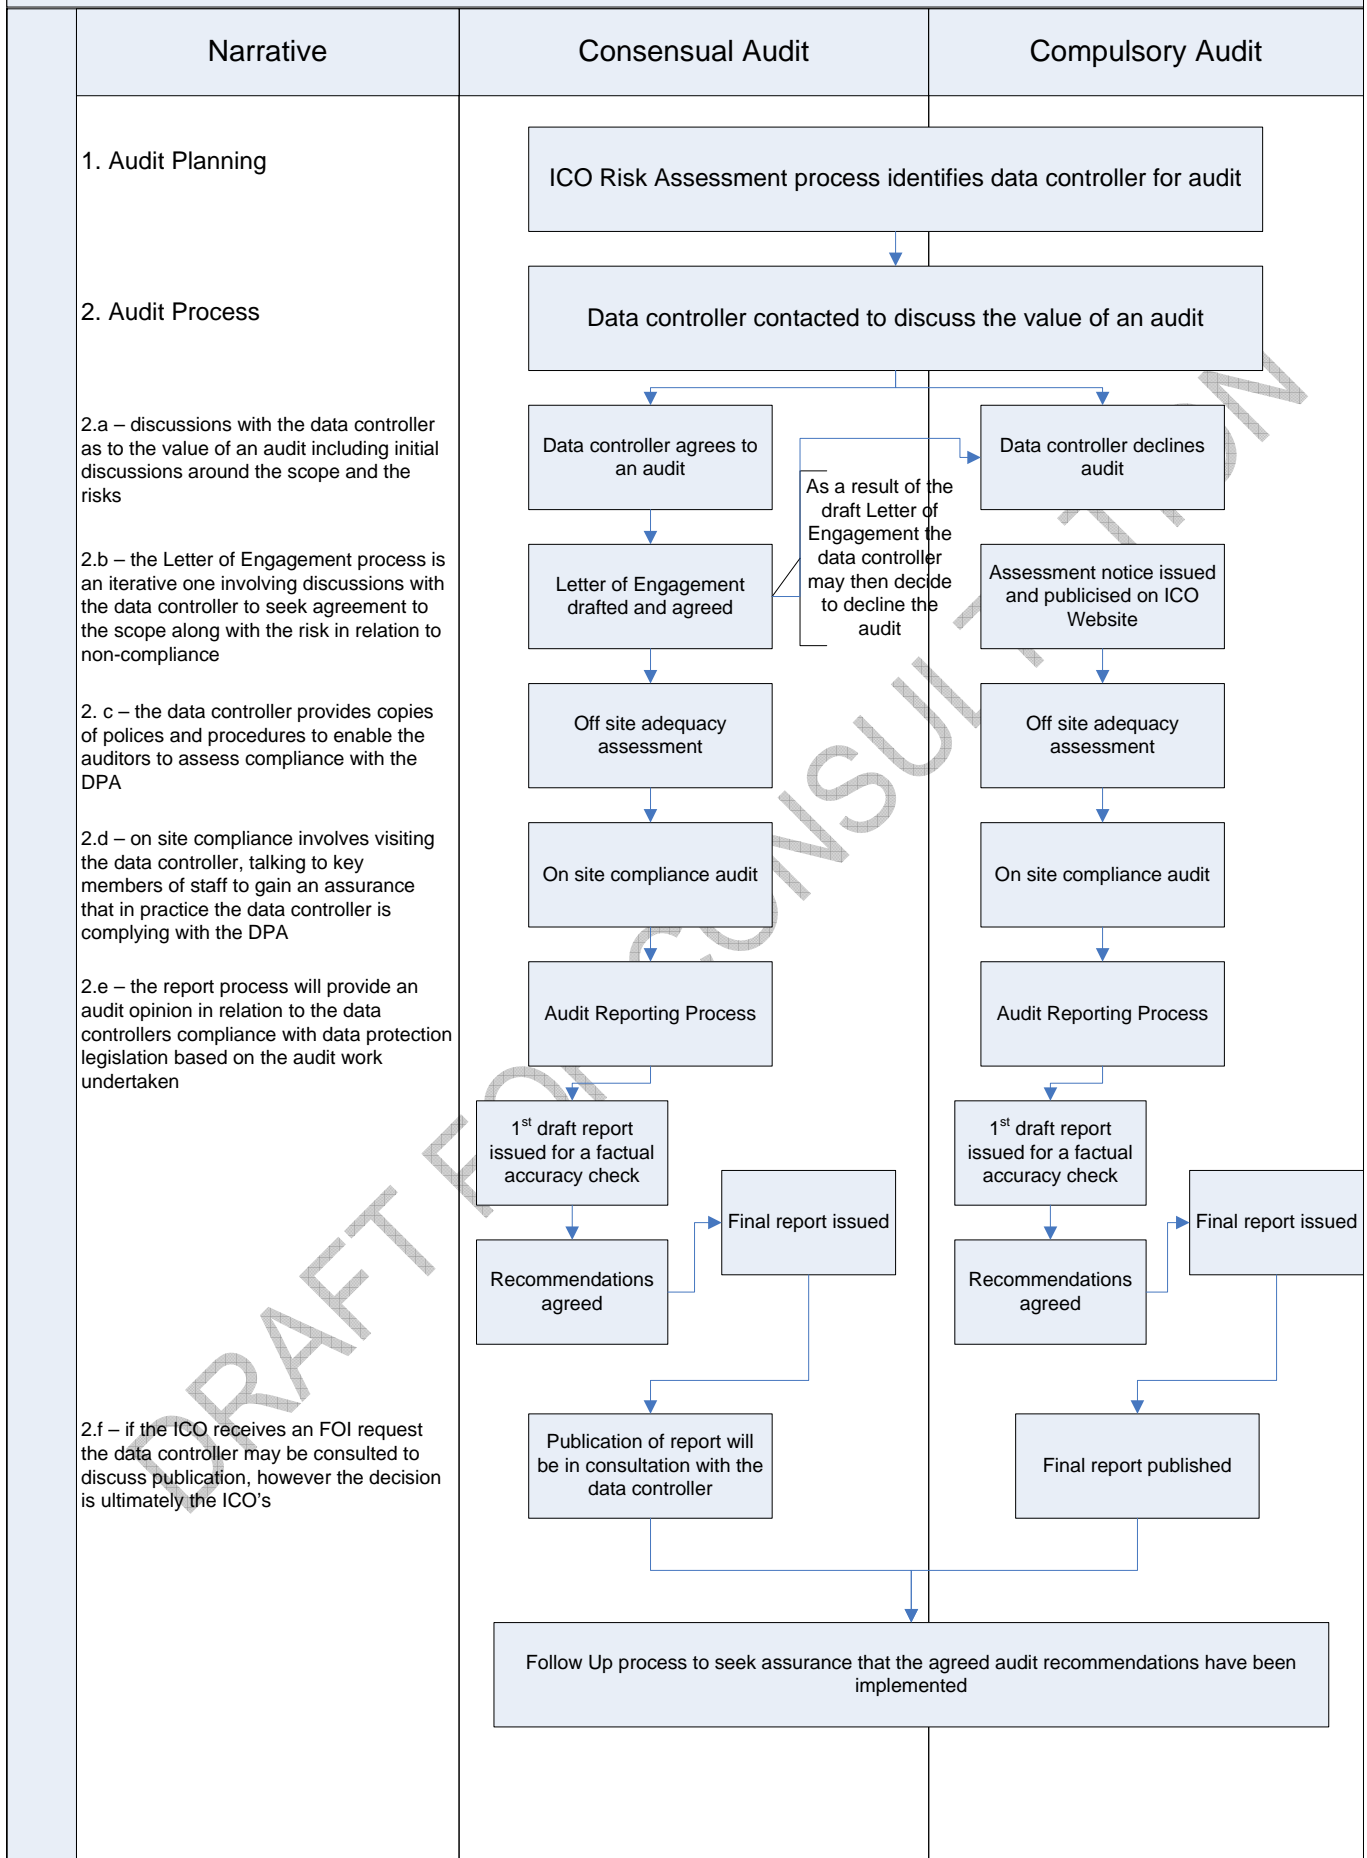 Narrative
Consensual Audit
Compulsory Audit
1. Audit Planning
ICO Risk Assessment process identifies data controller for audit
2. Audit Process
Data controller contacted to discuss the value of an audit
2.a – discussions with the data controller
as to the value of an audit including initial
discussions around the scope and the
risks
Data controller agrees to
an audit
Data controller declines
audit
As a result of the
draft Letter of
Engagement the
data controller
may then decide
to decline the
audit
2.b – the Letter of Engagement process is
an iterative one involving discussions with
the data controller to seek agreement to
the scope along with the risk in relation to
non-compliance
Letter of Engagement
drafted and agreed
Assessment notice issued
and publicised on ICO
Website
2. c – the data controller provides copies
of polices and procedures to enable the
auditors to assess compliance with the
DPA
Off site adequacy
assessment
Off site adequacy
assessment
2.d – on site compliance involves visiting
the data controller, talking to key
members of staff to gain an assurance
that in practice the data controller is
complying with the DPA
On site compliance audit
On site compliance audit
2.e – the report process will provide an
audit opinion in relation to the data
controllers compliance with data protection
legislation based on the audit work
undertaken
Audit Reporting Process
Audit Reporting Process
1st draft report
issued for a factual
accuracy check
Final report issued
Recommendations
agreed
1st draft report
issued for a factual
accuracy check
Final report issued
Recommendations
agreed
2.f – if the ICO receives an FOI request
the data controller may be consulted to
discuss publication, however the decision
is ultimately the ICO's
Publication of report will
be in consultation with the
data controller
Final report published
Follow Up process to seek assurance that the agreed audit recommendations have been
implemented
DRAFT FOR CONSULTATION